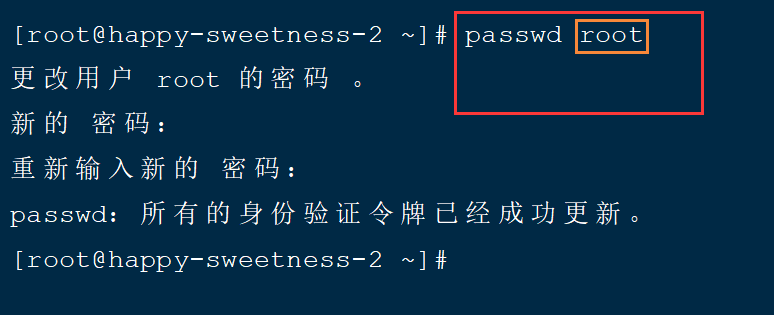 [root@happy-sweetness-2 ~]# passwd root
更改用户 root 的密码 。
新的 密码：
重新输入新的 密码：
passwd：所有的身份验证令牌已经成功更新。
[root@happy-sweetness-2 ~]#